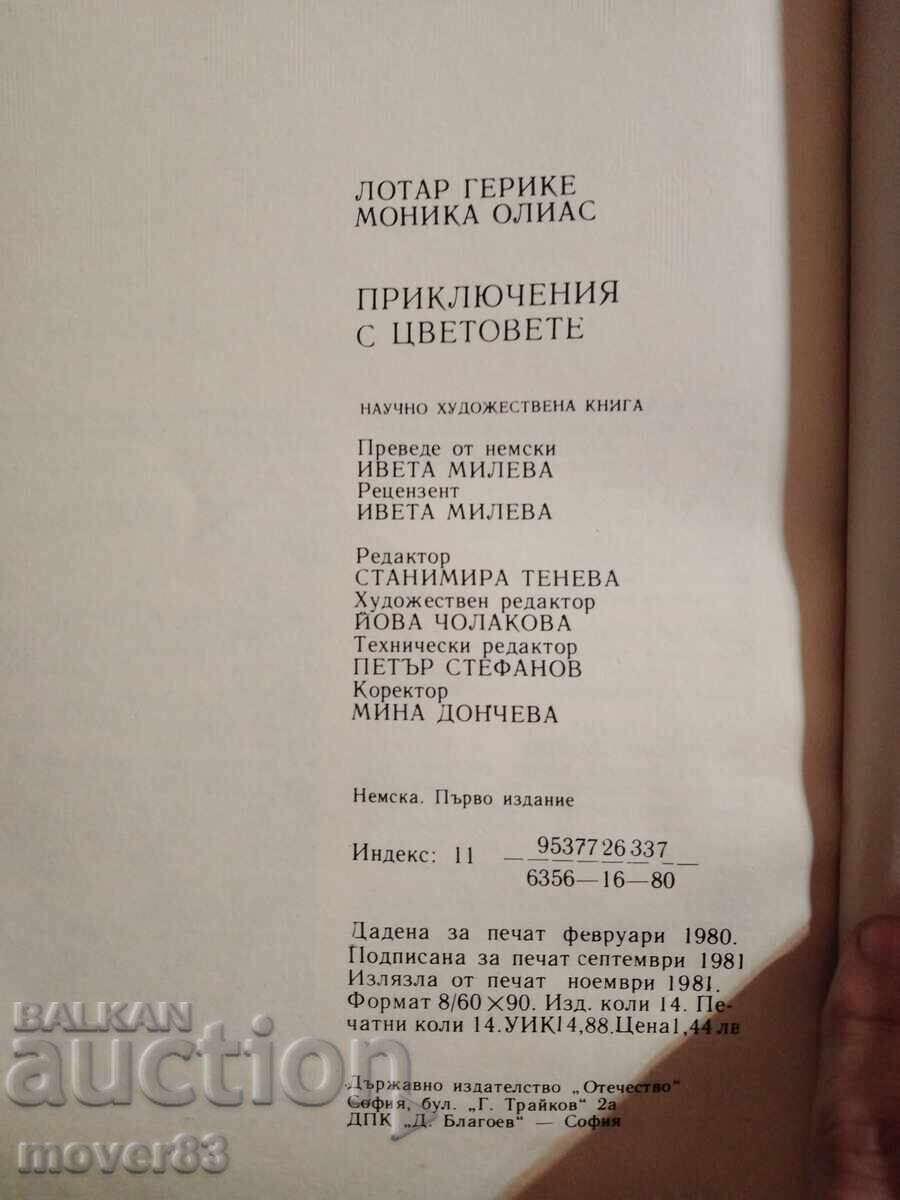 ЛОТАР ГЕРИКЕ
МОНИКА ОЛИАС
ПРИКЛЮЧЕНИЯ
С ЦВЕТОВЕТЕ
НАУЧНО ХУДОЖЕСТВЕНА КНИГА
Преведе от немски
ИВЕТА МИЛЕВА
Рецензент
ИВЕТА МИЛЕВА
Редактор
СТАНИМИРА ТЕНЕВА
Художествен редактор
ЙОВА ЧОЛАКОВА
Технически редактор
ПЕТЪР СТЕФАНОВ
Коректор
МИНА ДОНЧЕВА
Немска. Първо издание
Индекс: 11 9537726337
6356—16—80
Дадена за печат февруари 1980.
Подписана за печат септември 1981
Излязла от печат ноември 1981.
Формат 8/60×90. Изд. коли 14. Пе-
чатни коли 14.УИК14,88.Цена1,44 лв
Държавно издателство „Отечество“
София, бул. „Г. Трайков“ 2а
ДПК „Д. Благоев“ — София
BALKAN
auction
mover83